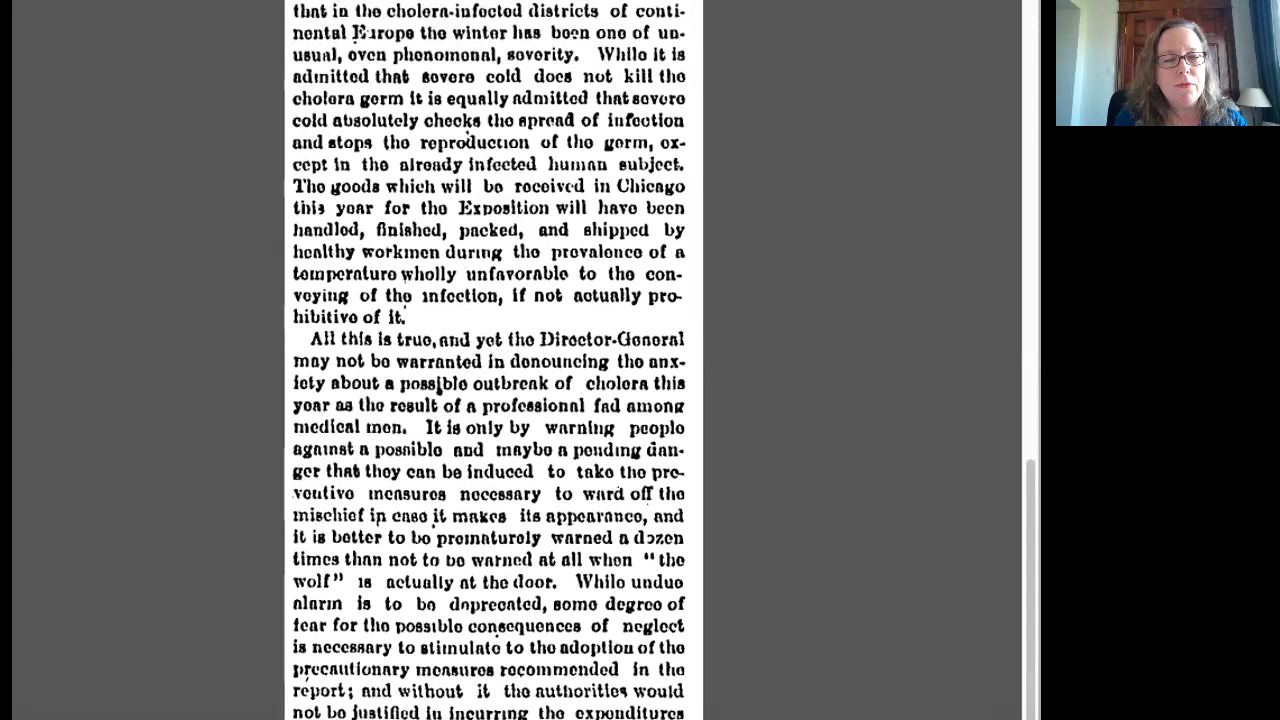 that in the cholera-infected districts of conti-
nental Europe the winter has been one of un-
usual, even phenomenal, severity. While it is
admitted that severe cold does not kill the
cholera germ it is equally admitted that severe
cold absolutely checks the spread of infection
and stops the reproduction of the germ, ex-
cept in the already infected human subject.
The goods which will be received in Chicago
this year for the Exposition will have been
handled, finished, packed, and shipped by
healthy workmen during the prevalence of a
temperature wholly unfavorable to the con-
veying of the infection, if not actually pro-
hibitive of it.
All this is true, and yet the Director-General
may not be warranted in denouncing the anx-
iety about a possible outbreak of cholera this
year as the result of a professional fad among
medical men. It is only by warning people
against a possible and maybe a pending dan-
ger that they can be induced to take the pre-
ventive measures necessary to ward off the
mischief in case it makes its appearance, and
it is better to be prematurely warned a dozen
times than not to be warned at all when "the
wolf" is actually at the door. While undue
alarm is to be deprecated, some degree of
fear for the possible consequences of neglect
is necessary to stimulate to the adoption of the
precautionary measures recommended in the
report; and without it the authorities would
not be justified in incurring the expenditures